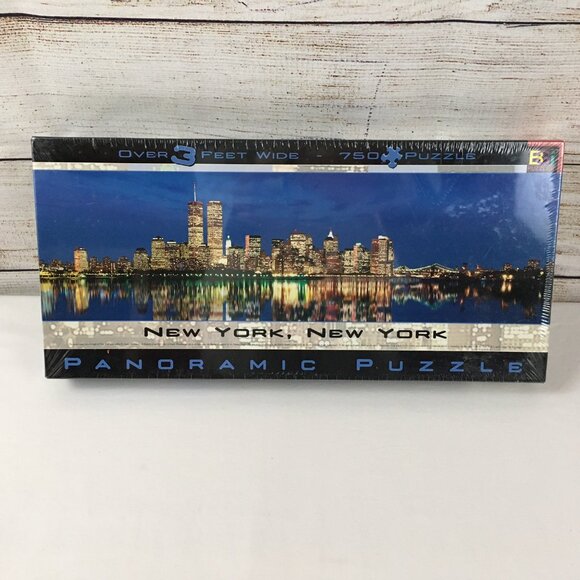 OVER 3 FEET WIDE - 750 PUZZLE
B
NEW YORK, NEW YORK
PANORAMIC PUZZLE